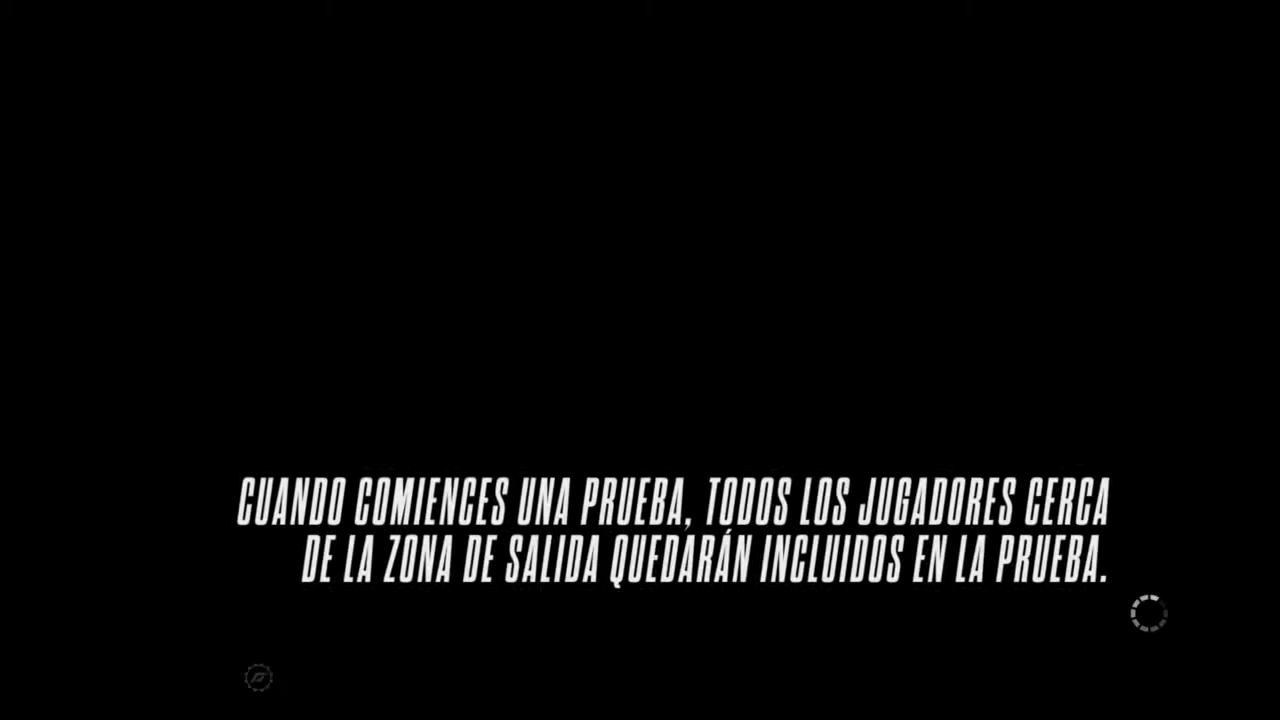 CUANDO COMIENCES UNA PRUEBA, TODOS LOS JUGADORES CERCA
DE LA ZONA DE SALIDA QUEDARÁN INCLUIDOS EN LA PRUEBA.